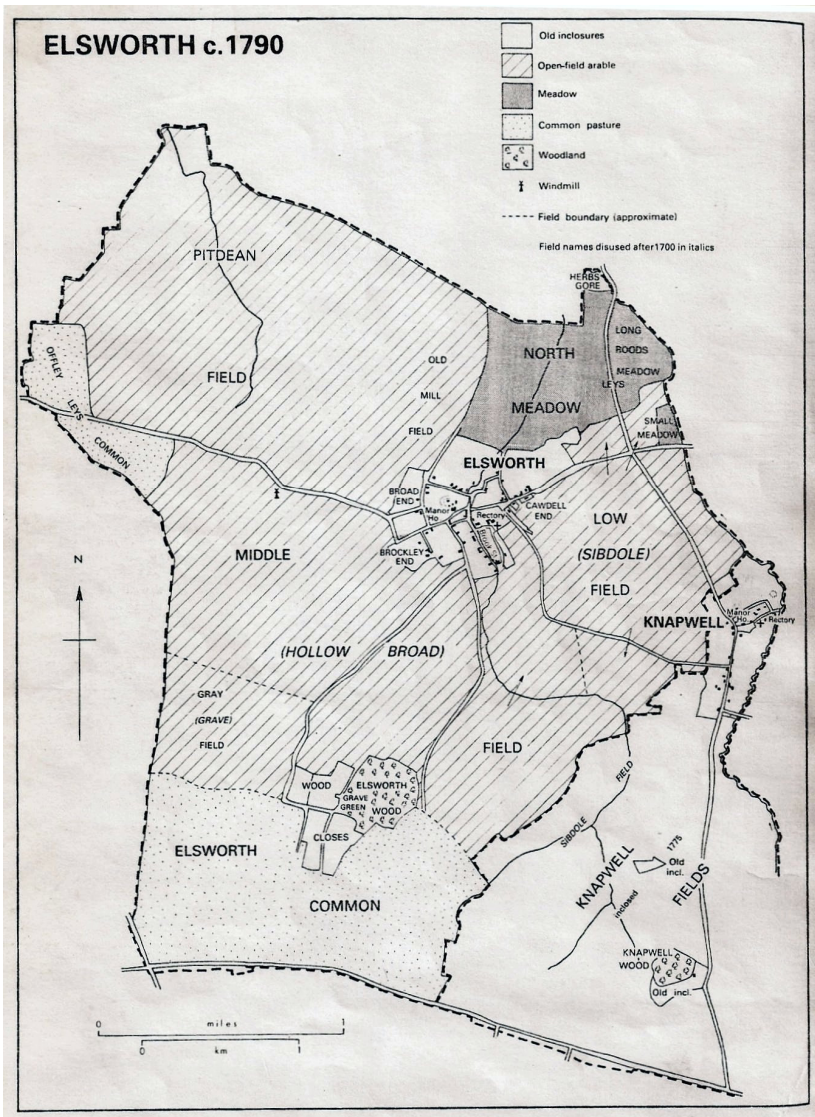 ELSWORTH c.1790
Old inclosures
Open-field arable
Meadow
Common pasture
Woodland
Windmill
Field boundary (approximate)
Field names disused after 1700 in italics
HERBS
GORE
PITDEAN
FIELD
OFFLEY
LEYS
COMMON
OLD
MILL
FIELD
NORTH
MEADOW
LONG
ROODS
MEADOW
LEYS
SMALL
MEADOW
ELSWORTH
BROAD
END
Manor
Ho
Rectory
CAWDELL
END
BROCKLEY
END
Brook St
LOW
(SIBDOLE)
FIELD
MIDDLE
(HOLLOW BROAD)
FIELD
N
GRAY
(GRAVE)
FIELD
KNAPWELL
Manor
Ho.
Rectory
WOOD
GRAVE
GREEN
CLOSES
ELSWORTH
WOOD
ELSWORTH
COMMON
SIBDOLE FIELD
KNAPWELL FIELDS
inclosed 1775
Old
incl.
KNAPWELL
WOOD
Old incl.
0 miles 1
0 km 1